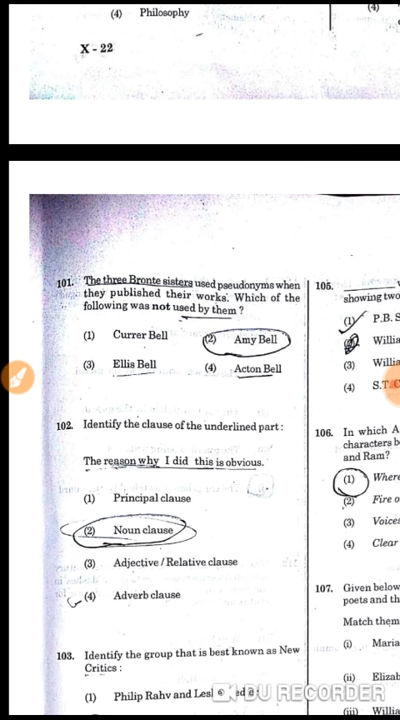 (4) Philosophy
(4)
X - 22
101. The three Bronte sisters used pseudonyms when
they published their works. Which of the
following was not used by them ?
(1) Currer Bell
(2) Amy Bell
(3) Ellis Bell
(4) Acton Bell
102. Identify the clause of the underlined part :
The reason why I did this is obvious.
(1) Principal clause
(2) Noun clause
(3) Adjective / Relative clause
(4) Adverb clause
103. Identify the group that is best known as New
Critics :
(1) Philip Rahv and
105.
showing two
(1) P.B. S
Willia
(3) Willia
(4) S.T. C
106. In which A
characters b
and Ram?
(1) Where
(2) Fire o
(3) Voices
(4) Clear
107. Given below
poets and th
Match them
(i) Maria
(ii) Elizab
(iii) Willia
DU RECORDER